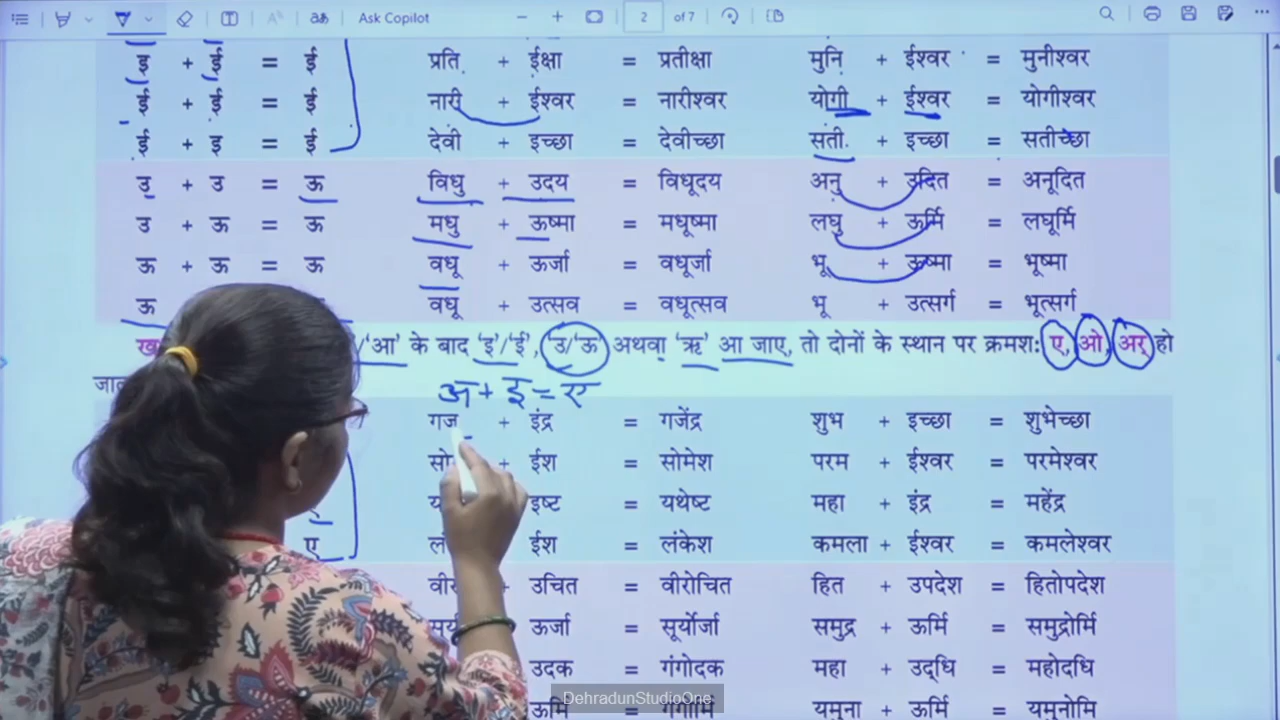 Ask Copilot 2 of 7
इ + ई = ई प्रति + ईक्षा = प्रतीक्षा मुनि + ईश्वर = मुनीश्वर
ई + ई = ई नारी + ईश्वर = नारीश्वर योगी + ईश्वर = योगीश्वर
ई + इ = ई देवी + इच्छा = देवीच्छा सती + इच्छा = सतीच्छा
उ + उ = ऊ विधु + उदय = विधूदय अनु + उदित = अनूदित
उ + ऊ = ऊ मधु + ऊष्मा = मधूष्मा लघु + ऊर्मि = लघूर्मि
ऊ + ऊ = ऊ वधू + ऊर्जा = वधूर्जा भू + ऊष्मा = भूष्मा
ऊ वधू + उत्सव = वधूत्सव भू + उत्सर्ग = भूत्सर्ग
/‘आ’ के बाद ‘इ’/‘ई’, ‘उ/‘ऊ’ अथवा ‘ऋ’ आ जाए, तो दोनों के स्थान पर क्रमशः ए, ओ, अर् हो
अ + इ = ए
गज + इंद्र = गजेंद्र शुभ + इच्छा = शुभेच्छा
+ ईश = सोमेश परम + ईश्वर = परमेश्वर
इष्ट = यथेष्ट महा + इंद्र = महेंद्र
ए ईश = लंकेश कमला + ईश्वर = कमलेश्वर
+ उचित = वीरोचित हित + उपदेश = हितोपदेश
ऊर्जा = सूर्योर्जा समुद्र + ऊर्मि = समुद्रोर्मि
उदक = गंगोदक महा + उद्धि = महोदधि
ऊर्मि = गंगोर्मि यमुना + ऊर्मि = यमुनोमि
DehradunStudioOne